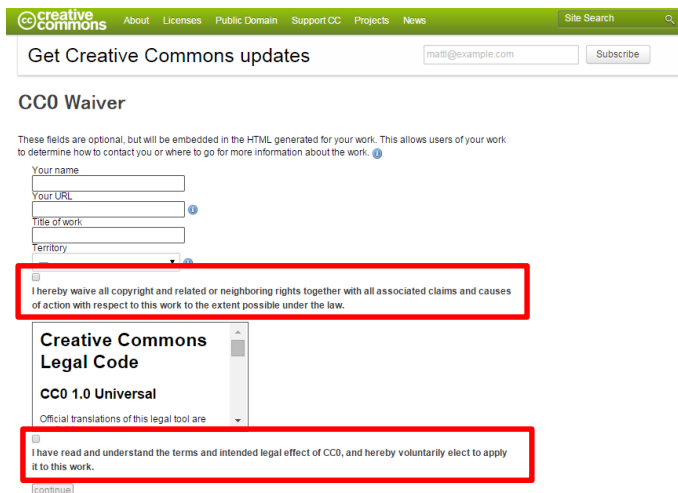 cc creative commons About Licenses Public Domain Support CC Projects News Site Search
Get Creative Commons updates matti@example.com Subscribe
CC0 Waiver
These fields are optional, but will be embedded in the HTML generated for your work. This allows users of your work
to determine how to contact you or where to go for more information about the work.
Your name
Your URL
Title of work
Territory
I hereby waive all copyright and related or neighboring rights together with all associated claims and causes
of action with respect to this work to the extent possible under the law.
Creative Commons
Legal Code
CC0 1.0 Universal
Official translations of this legal tool are
I have read and understand the terms and intended legal effect of CC0, and hereby voluntarily elect to apply
it to this work.
continue